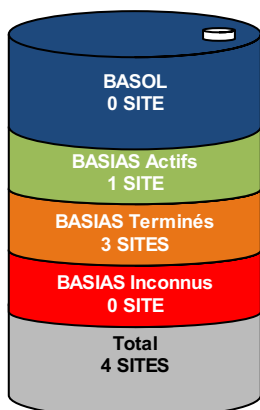 BASOL
0 SITE
BASIAS Actifs
1 SITE
BASIAS Terminés
3 SITES
BASIAS Inconnus
0 SITE
Total
4 SITES